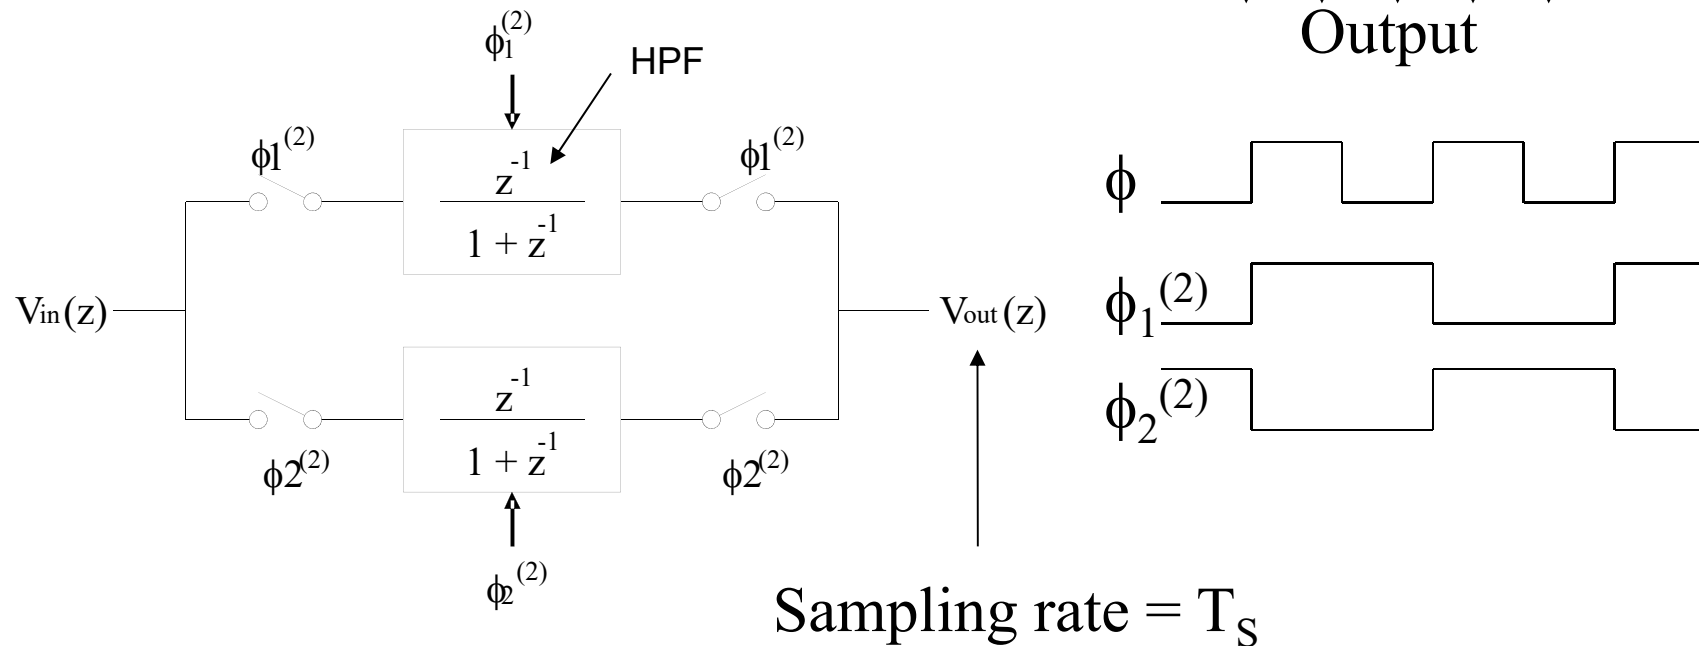 Output
ϕ1(2)
HPF
ϕ1(2) ϕ1(2)
z-1
1 + z-1
Vin(z) Vout(z)
z-1
1 + z-1
ϕ2(2) ϕ2(2)
ϕ2(2)
ϕ
ϕ1(2)
ϕ2(2)
Sampling rate = TS